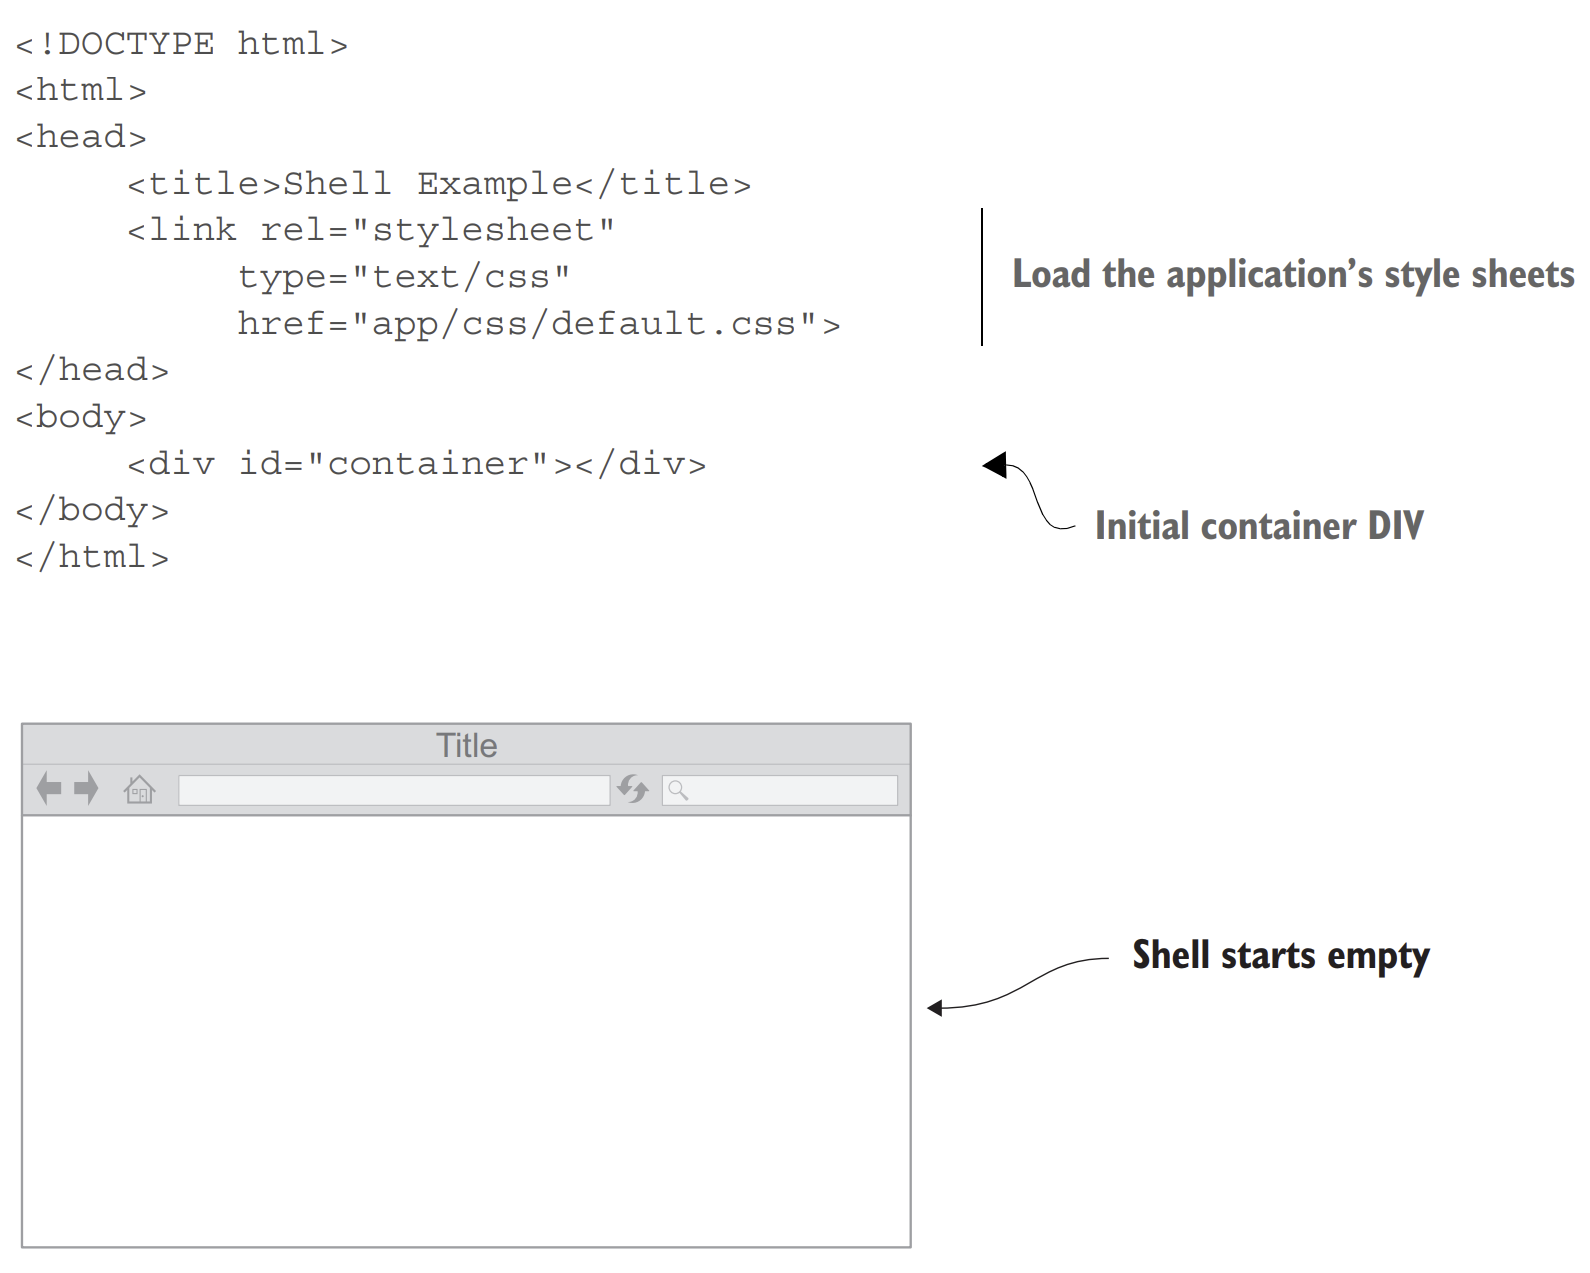 <!DOCTYPE html>
<html>
<head>
<title>Shell Example</title>
<link rel="stylesheet"
type="text/css"
href="app/css/default.css">
Load the application’s style sheets
</head>
<body>
<div id="container"></div>
Initial container DIV
</body>
</html>
Title
Shell starts empty